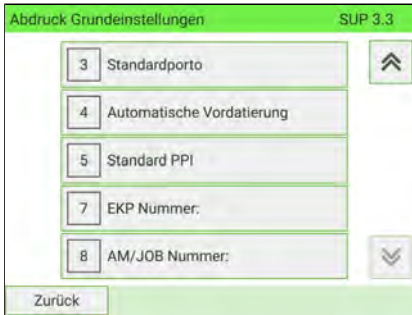 Abdruck Grundeinstellungen SUP 3.3
3 Standardporto
4 Automatische Vordatierung
5 Standard PPI
7 EKP Nummer:
8 AM/JOB Nummer:
Zurück